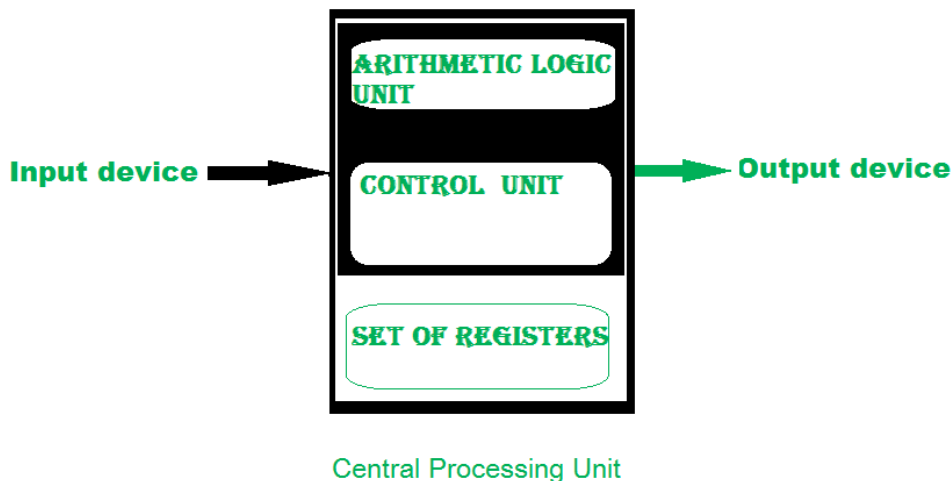 ARITHMETIC LOGIC
UNIT
Input device
Output device
CONTROL UNIT
SET OF REGISTERS
Central Processing Unit